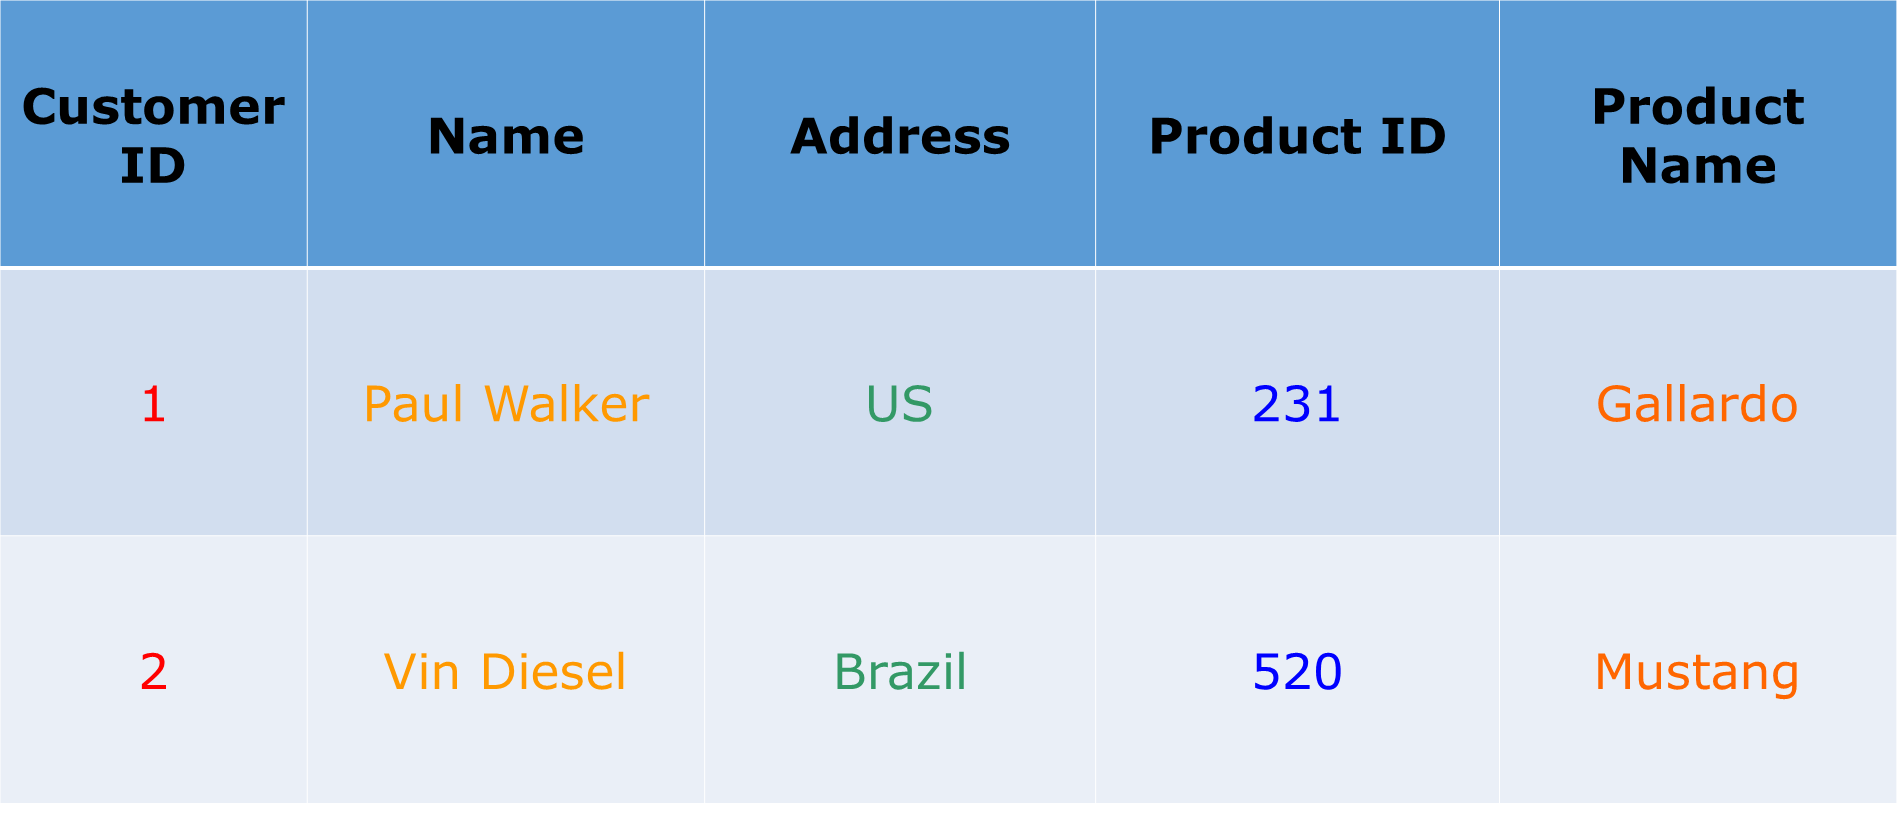 Customer ID
Name
Address
Product ID
Product Name
1
Paul Walker
US
231
Gallardo
2
Vin Diesel
Brazil
520
Mustang